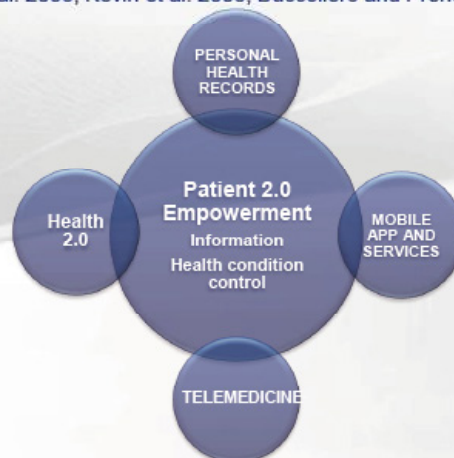 PERSONAL
HEALTH
RECORDS
Patient 2.0
Empowerment
Information
Health condition
control
Health
2.0
MOBILE
APP AND
SERVICES
TELEMEDICINE